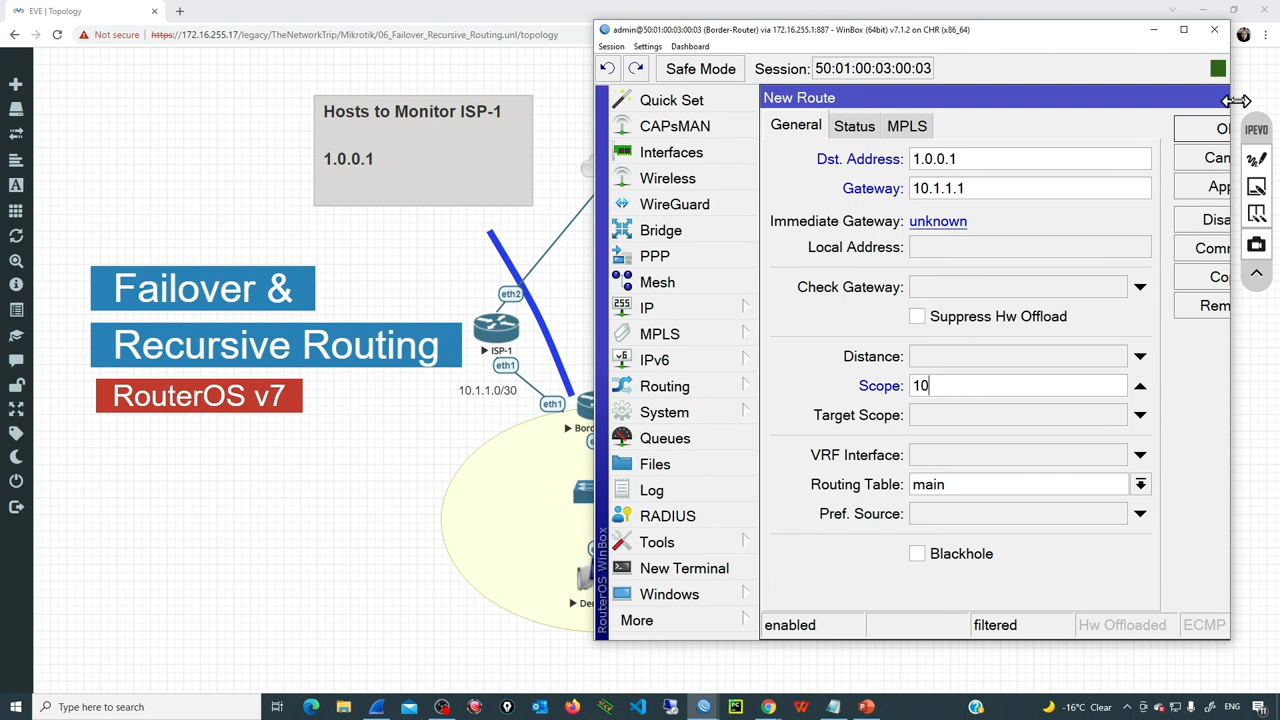 EVE | Topology
Not secure
https://172.16.255.17/legacy/TheNetworkTrip/Mikrotik/06_Failover_Recursive_Routing.unl/topology
Hosts to Monitor ISP-1
1.0.0.1
Failover &
Recursive Routing
RouterOS v7
eth2
ISP-1
eth1
10.1.1.0/30
eth1
admin@50:01:00:03:00:03 (Border-Router) via 172.16.255.1:887 - WinBox (64bit) v7.1.2 on CHR (x86_64)
Session Settings Dashboard
Safe Mode
Session: 50:01:00:03:00:03
RouterOS WinBox
Quick Set
CAPsMAN
Interfaces
Wireless
WireGuard
Bridge
PPP
Mesh
IP
MPLS
IPv6
Routing
System
Queues
Files
Log
RADIUS
Tools
New Terminal
Windows
More
New Route
General Status MPLS
Dst. Address: 1.0.0.1
Gateway: 10.1.1.1
Immediate Gateway: unknown
Local Address:
Check Gateway:
Suppress Hw Offload
Distance:
Scope: 10
Target Scope:
VRF Interface:
Routing Table: main
Pref. Source:
Blackhole
enabled
filtered
Hw Offloaded
ECMP
IPEVO
Type here to search
-16°C Clear
ENG